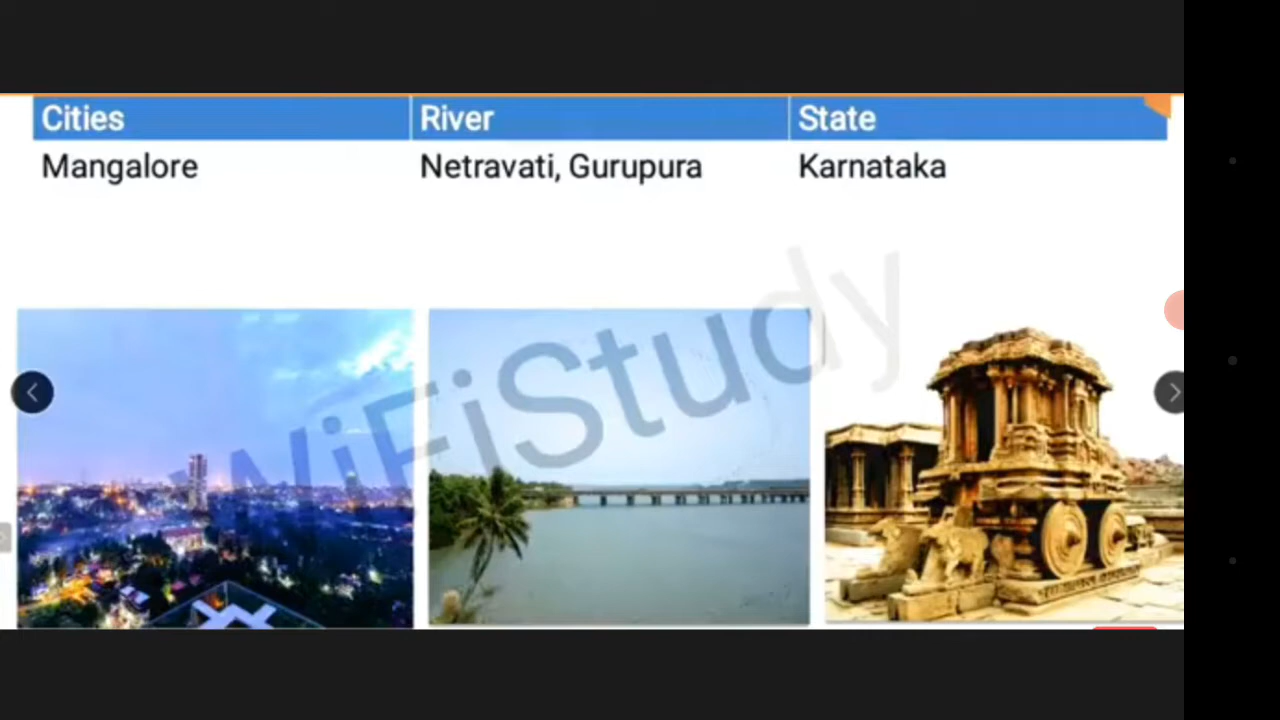 Cities River State
Mangalore Netravati, Gurupura Karnataka
WiFiStudy